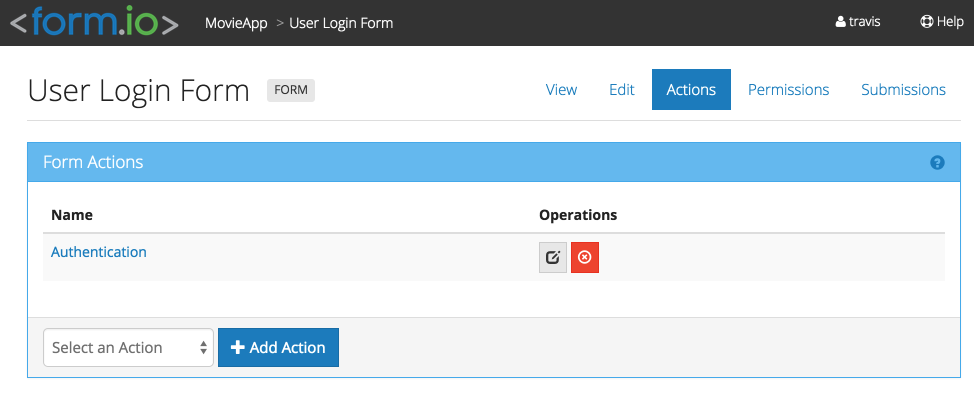 <form.io> MovieApp > User Login Form travis Help
User Login Form FORM View Edit Actions Permissions Submissions
Form Actions ?
Name Operations
Authentication
Select an Action + Add Action